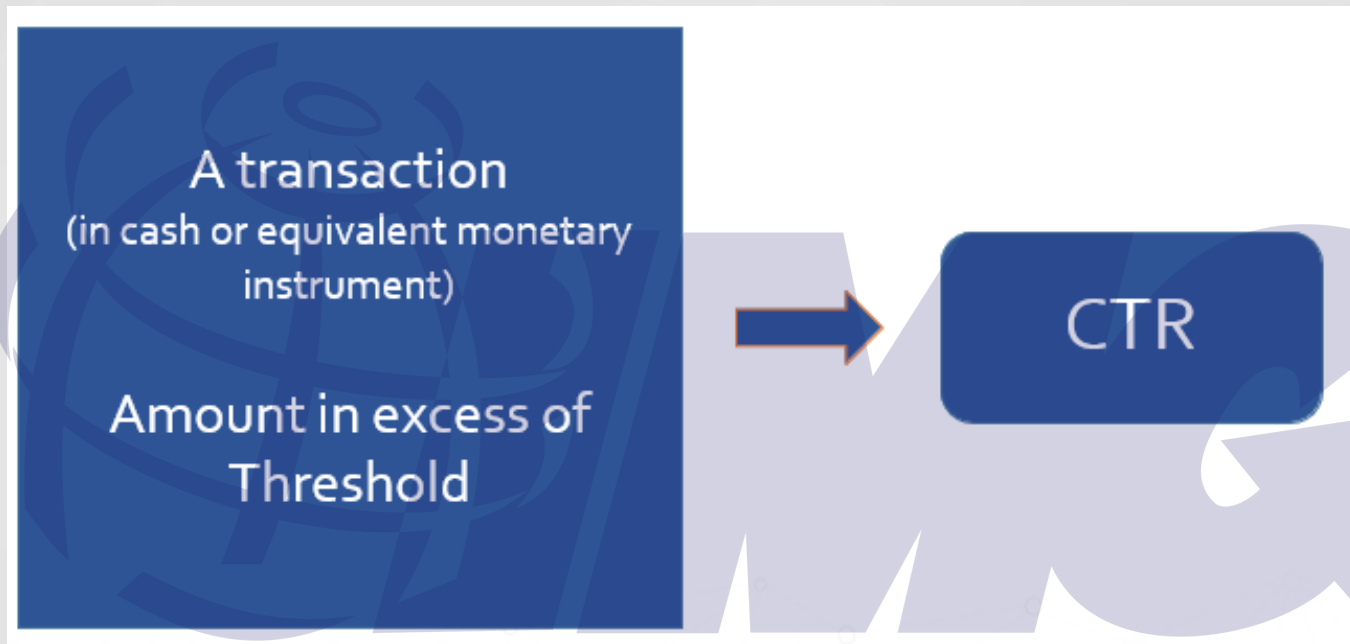 A transaction
(in cash or equivalent monetary
instrument)
Amount in excess of
Threshold
CTR